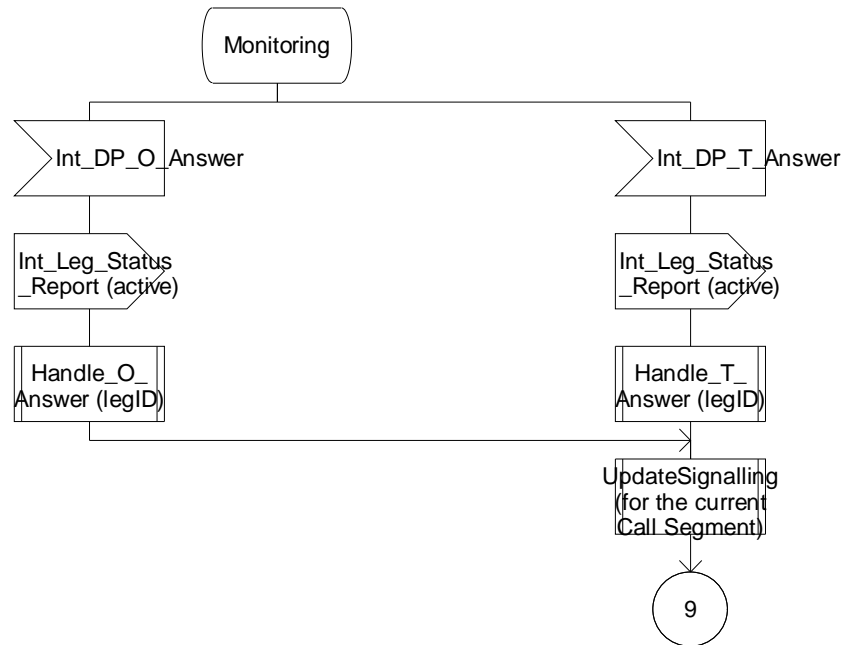 Monitoring
Int_DP_O_Answer
Int_DP_T_Answer
Int_Leg_Status
_Report (active)
Int_Leg_Status
_Report (active)
Handle_O_
Answer (legID)
Handle_T_
Answer (legID)
UpdateSignalling
(for the current
Call Segment)
9